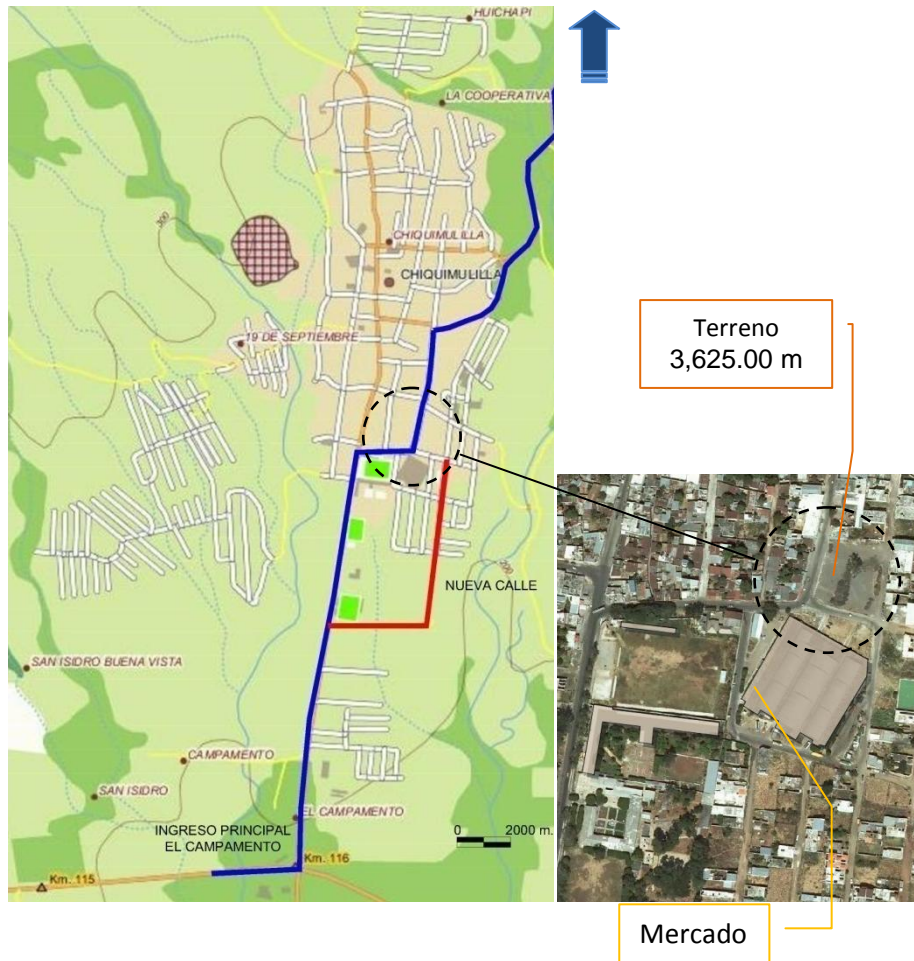 HUICHAPI
LA COOPERATIVA
300
CHIQUIMULILLA
CHIQUIMULILLA
Terreno
3,625.00 m
19 DE SEPTIEMBRE
NUEVA CALLE
SAN ISIDRO BUENA VISTA
CAMPAMENTO
SAN ISIDRO
EL CAMPAMENTO
INGRESO PRINCIPAL
EL CAMPAMENTO
0 2000 m.
Km. 116
Km. 115
Mercado